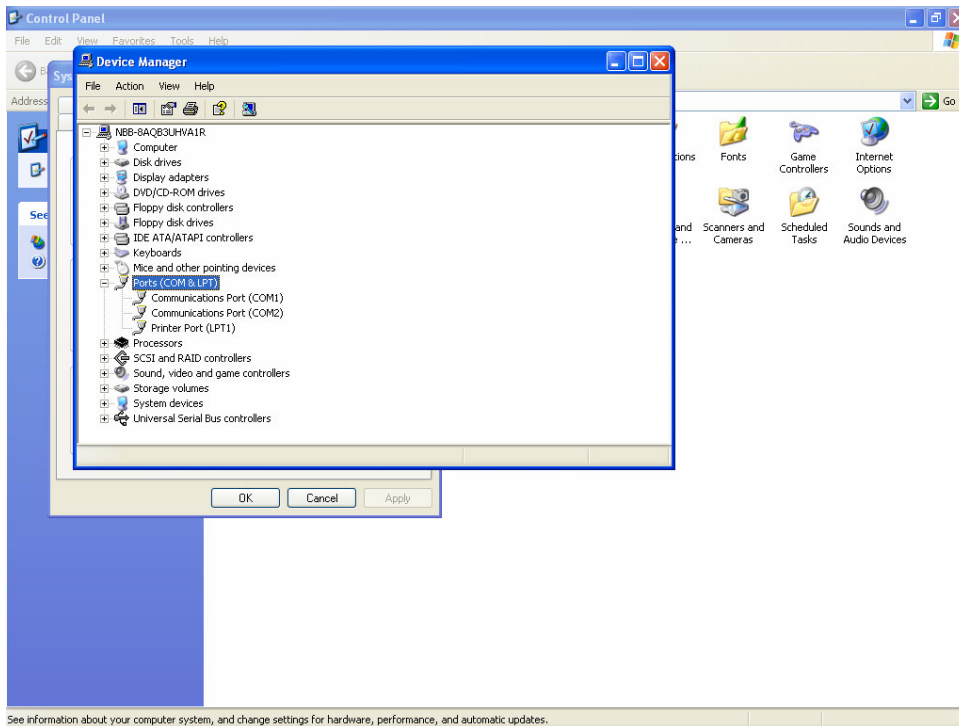 Control Panel
File Edit View Favorites Tools Help
Address
Go
Device Manager
File Action View Help
NBB-8AQB3UHVA1R
Computer
Disk drives
Display adapters
DVD/CD-ROM drives
Floppy disk controllers
Floppy disk drives
IDE ATA/ATAPI controllers
Keyboards
Mice and other pointing devices
Ports (COM & LPT)
Communications Port (COM1)
Communications Port (COM2)
Printer Port (LPT1)
Processors
SCSI and RAID controllers
Sound, video and game controllers
Storage volumes
System devices
Universal Serial Bus controllers
Fonts
Game Controllers
Internet Options
and
Scanners and Cameras
Scheduled Tasks
Sounds and Audio Devices
See
OK Cancel Apply
See information about your computer system, and change settings for hardware, performance, and automatic updates.